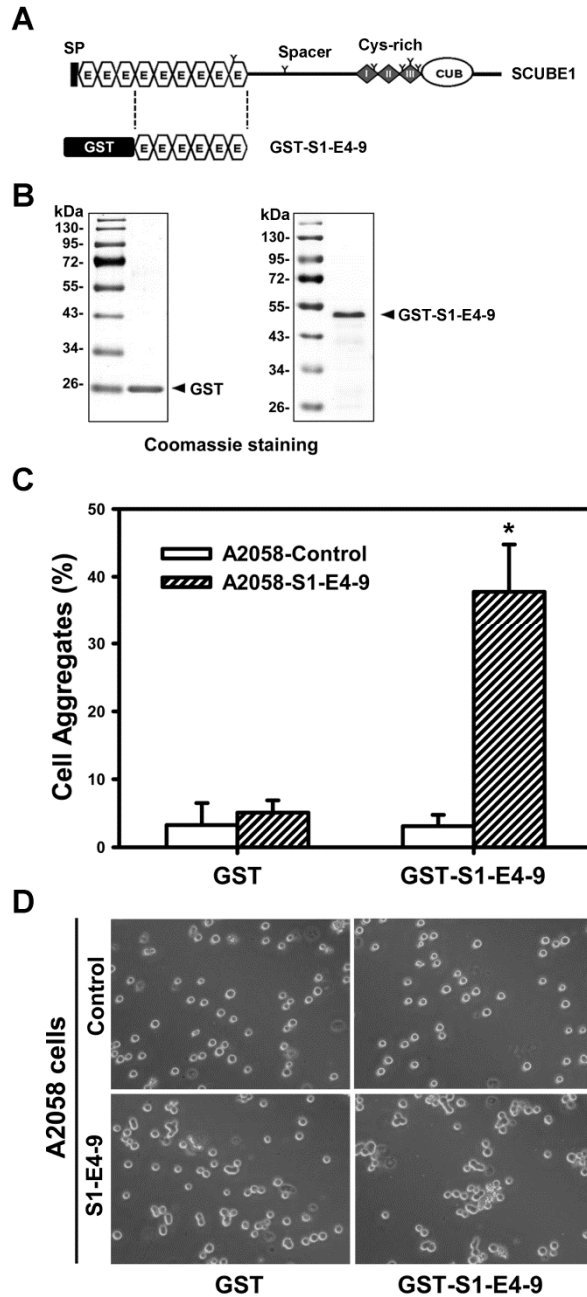 A
SP
Spacer
Cys-rich
E E E E E E E E E
I II III CUB
SCUBE1
GST E E E E E E GST-S1-E4-9
B
kDa
130-
95-
72-
55-
43-
34-
26-
GST
kDa
130-
95-
72-
55-
43-
34-
26-
GST-S1-E4-9
Coomassie staining
C
Cell Aggregates (%)
50
40
30
20
10
0
A2058-Control
A2058-S1-E4-9
*
GST
GST-S1-E4-9
D
A2058 cells
Control
S1-E4-9
GST
GST-S1-E4-9